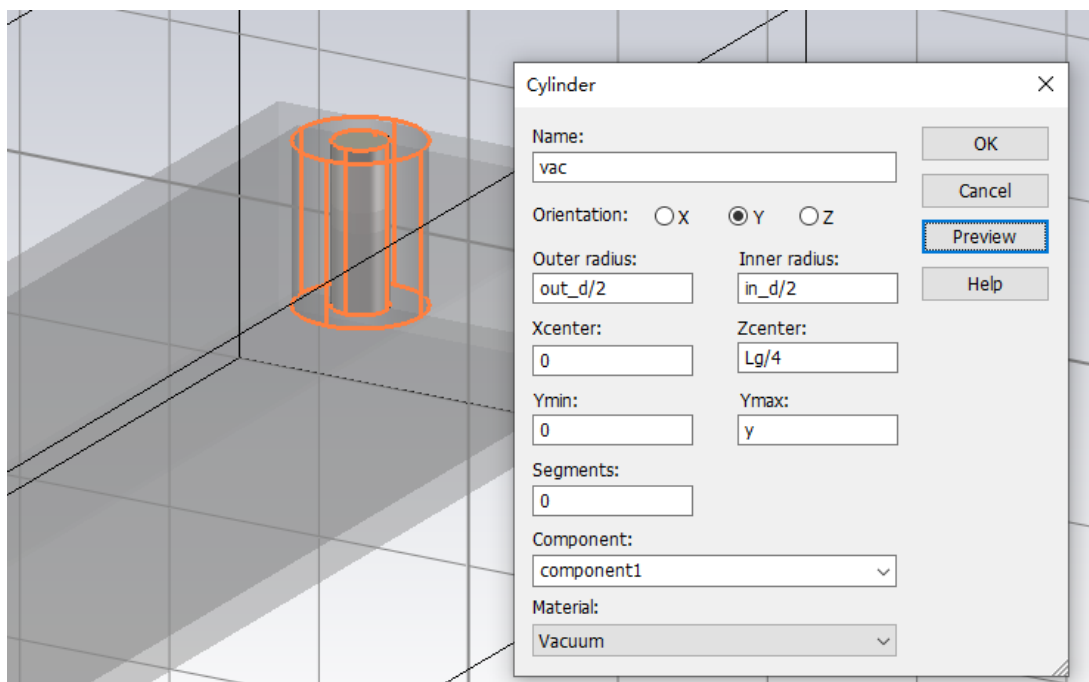 Cylinder
Name:
OK
vac
Cancel
Orientation: X Y Z
Preview
Outer radius: Inner radius:
out_d/2 in_d/2
Help
Xcenter: Zcenter:
0 Lg/4
Ymin: Ymax:
0 y
Segments:
0
Component:
component1
Material:
Vacuum